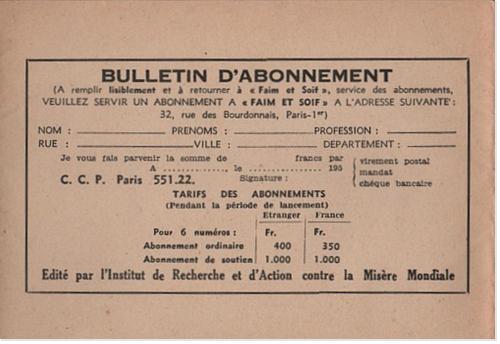 BULLETIN D'ABONNEMENT
(A remplir lisiblement et à retourner à « Faim et Soif », service des abonnements,
VEUILLEZ SERVIR UN ABONNEMENT A « FAIM ET SOIF » A L'ADRESSE SUIVANTE :
32, rue des Bourdonnais, Paris-1er)
NOM : PRENOMS : PROFESSION :
RUE : VILLE : DEPARTEMENT :
Je vous fais parvenir la somme de francs par virement postal
A ................, le ................ 195 mandat
C. C. P. Paris 551.22. Signature : chéque bancaire
TARIFS DES ABONNEMENTS
(Pendant la période de lancement)
Etranger France
Pour 6 numéros : Fr. Fr.
Abonnement ordinaire 400 350
Abonnement de soutien 1.000 1.000
Edité par l'Institut de Recherche et d'Action contre la Misère Mondiale